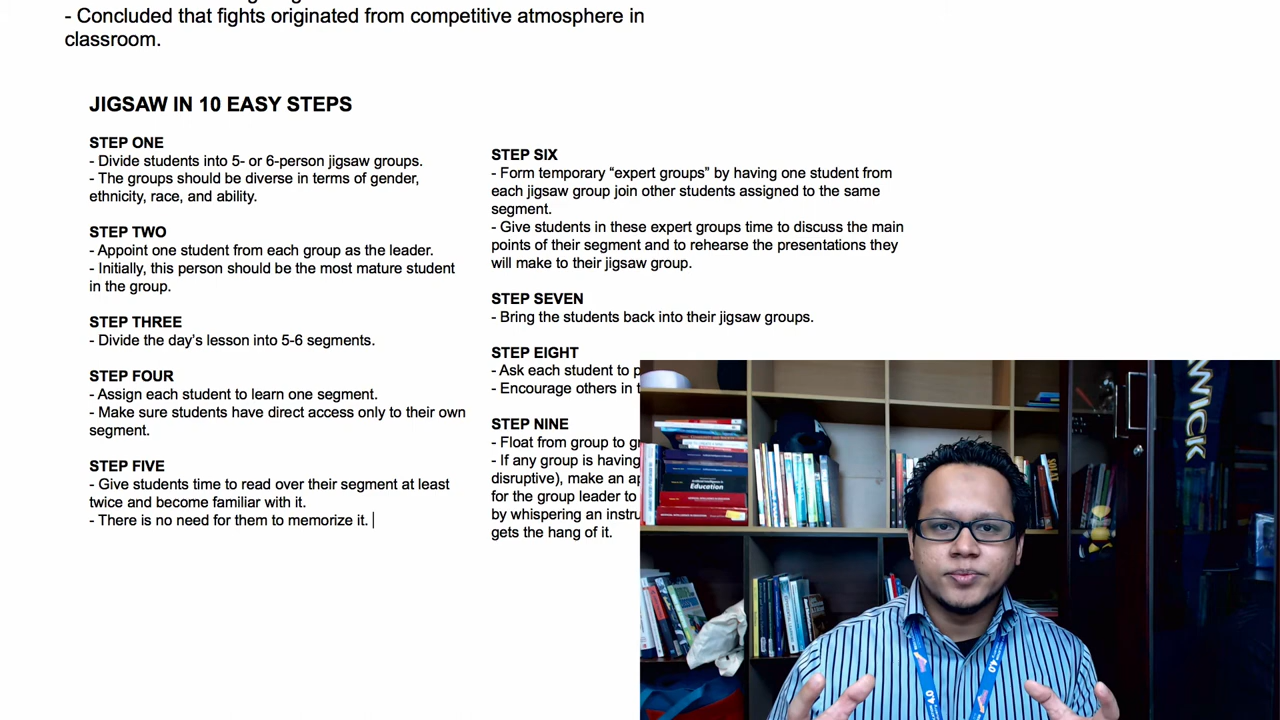 - Concluded that fights originated from competitive atmosphere in
classroom.
JIGSAW IN 10 EASY STEPS
STEP ONE
- Divide students into 5- or 6-person jigsaw groups.
- The groups should be diverse in terms of gender,
ethnicity, race, and ability.
STEP TWO
- Appoint one student from each group as the leader.
- Initially, this person should be the most mature student
in the group.
STEP THREE
- Divide the day's lesson into 5-6 segments.
STEP FOUR
- Assign each student to learn one segment.
- Make sure students have direct access only to their own
segment.
STEP FIVE
- Give students time to read over their segment at least
twice and become familiar with it.
- There is no need for them to memorize it.
STEP SIX
- Form temporary “expert groups” by having one student from
each jigsaw group join other students assigned to the same
segment.
- Give students in these expert groups time to discuss the main
points of their segment and to rehearse the presentations they
will make to their jigsaw group.
STEP SEVEN
- Bring the students back into their jigsaw groups.
STEP EIGHT
- Ask each student to p
- Encourage others in t
STEP NINE
- Float from group to gr
- If any group is having
disruptive), make an ap
for the group leader to
by whispering an instru
gets the hang of it.
Education
WICK